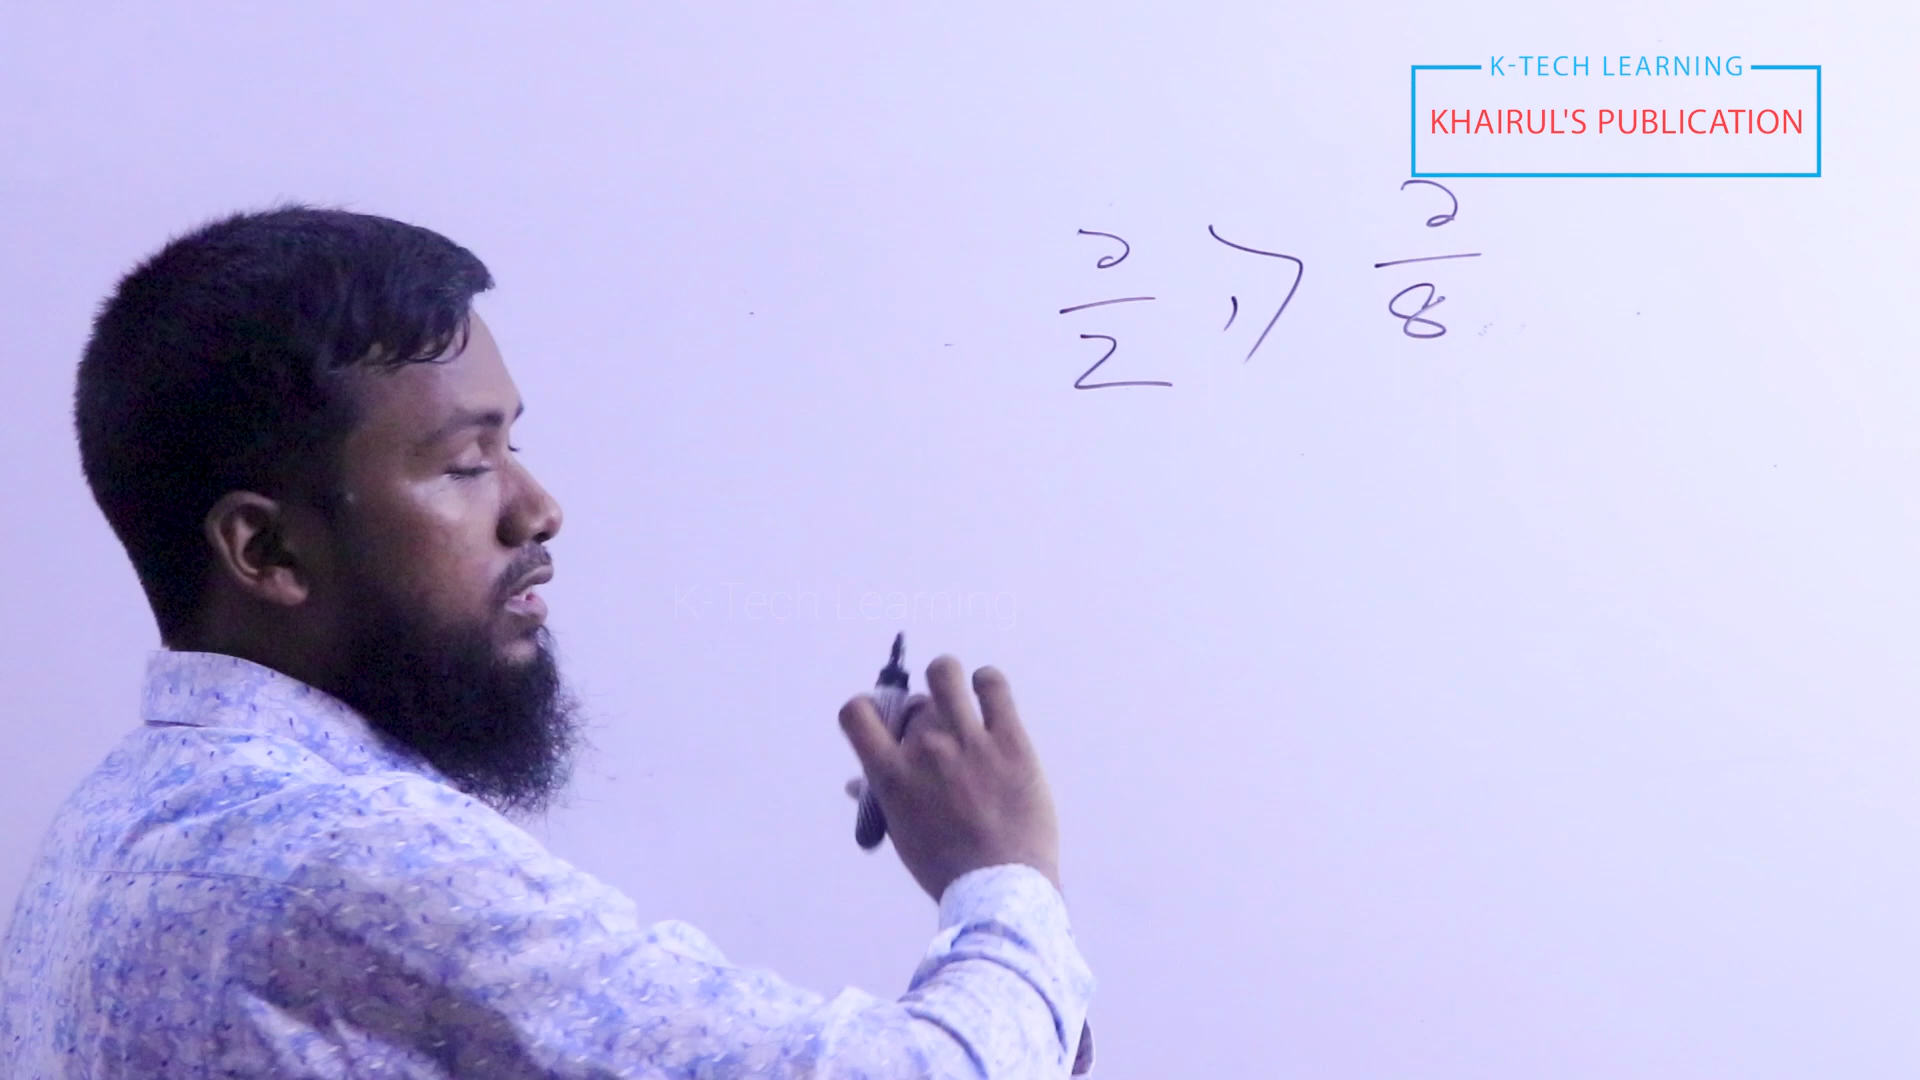 K-TECH LEARNING
KHAIRUL'S PUBLICATION
১/২ , > ১/৪
K-Tech Learning